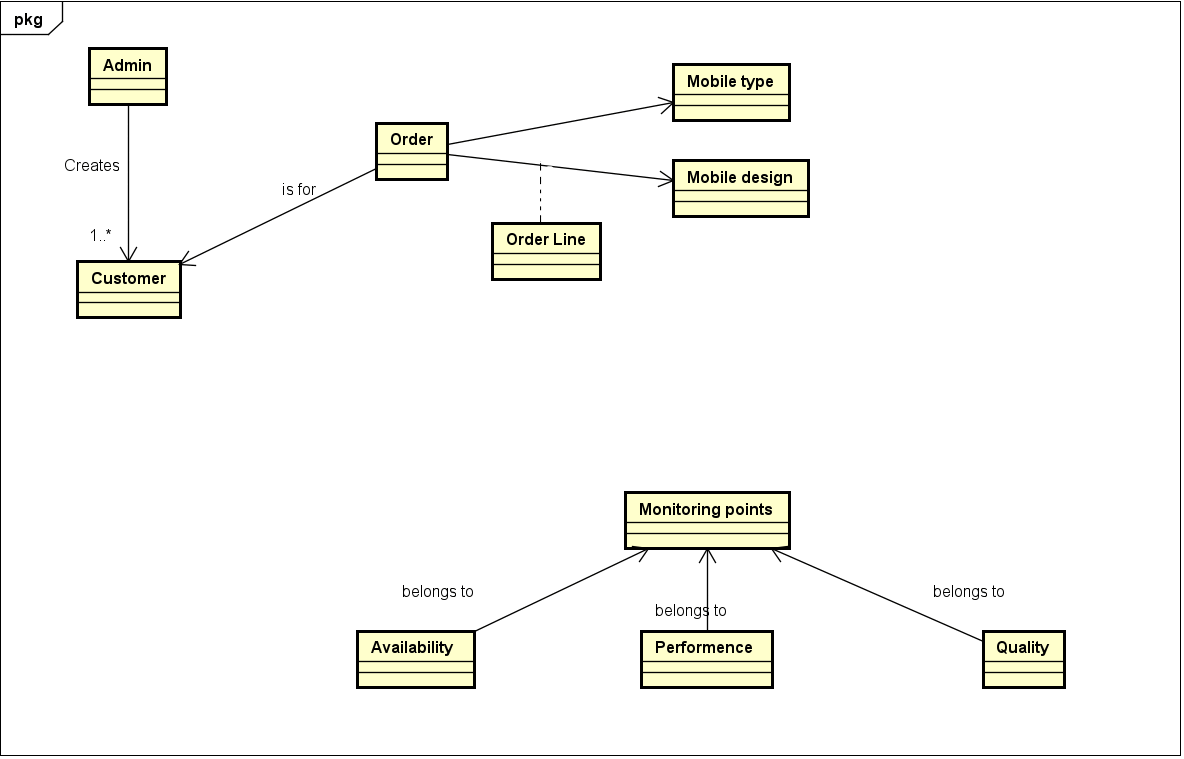 pkg
Admin
Mobile type
Order
Creates
Mobile design
is for
1..*
Order Line
Customer
Monitoring points
belongs to
belongs to
belongs to
Availability
Performence
Quality